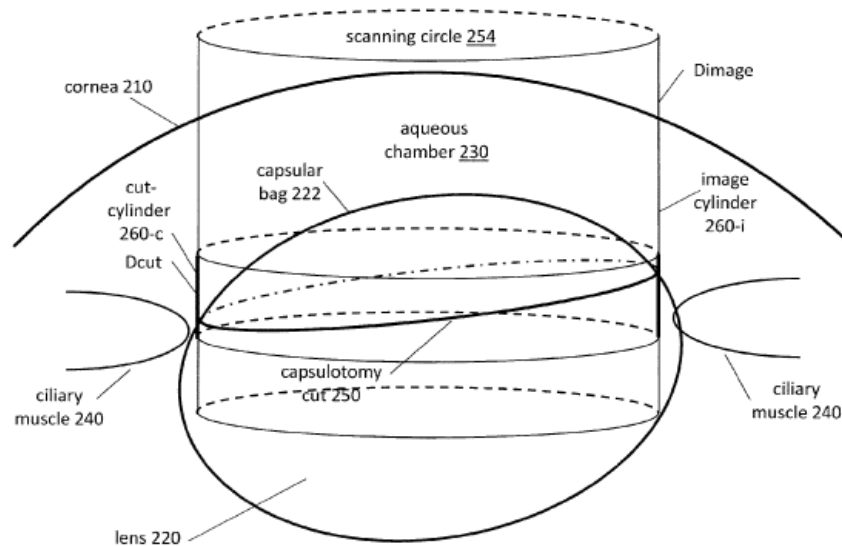 scanning circle 254
Dimage
cornea 210
aqueous
chamber 230
capsular
bag 222
cut-
cylinder
260-c
image
cylinder
260-i
Dcut
capsulotomy
cut 250
ciliary
muscle 240
ciliary
muscle 240
lens 220